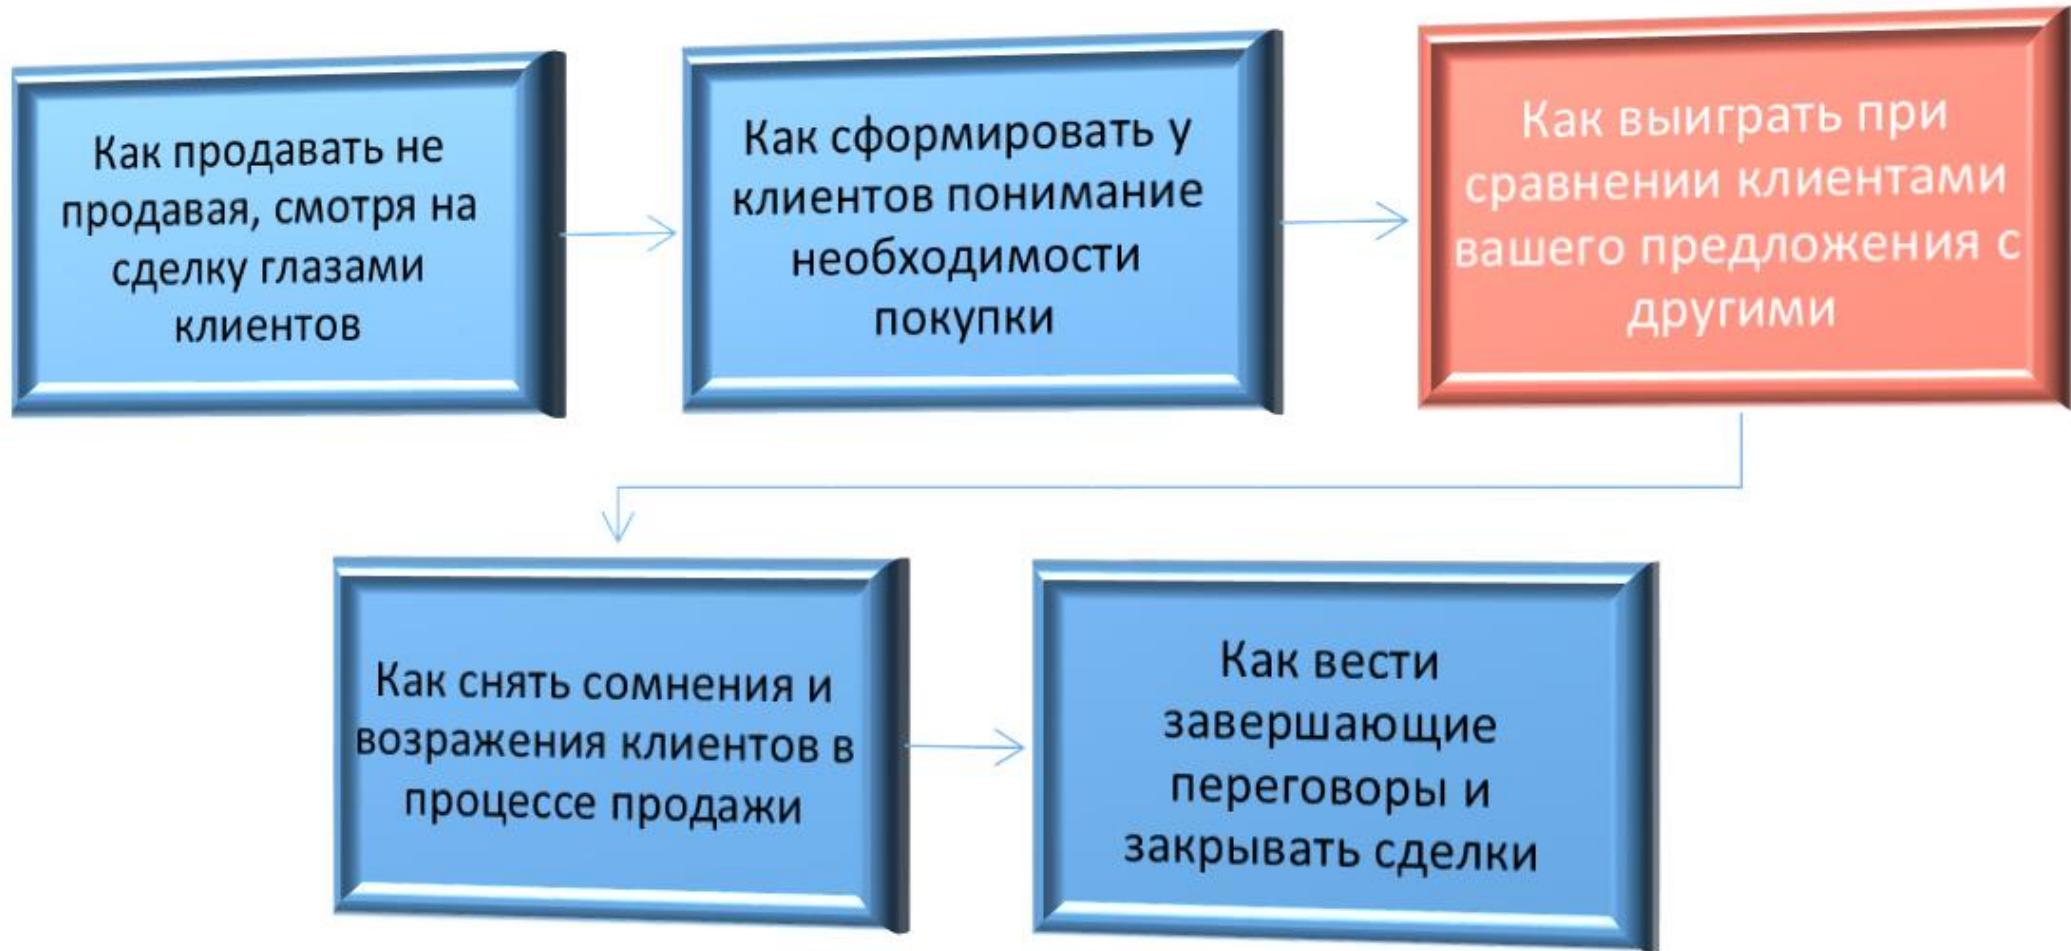 Как продавать не
продавая, смотря на
сделку глазами
клиентов
Как сформировать у
клиентов понимание
необходимости
покупки
Как выиграть при
сравнении клиентами
вашего предложения с
другими
Как снять сомнения и
возражения клиентов в
процессе продажи
Как вести
завершающие
переговоры и
закрывать сделки